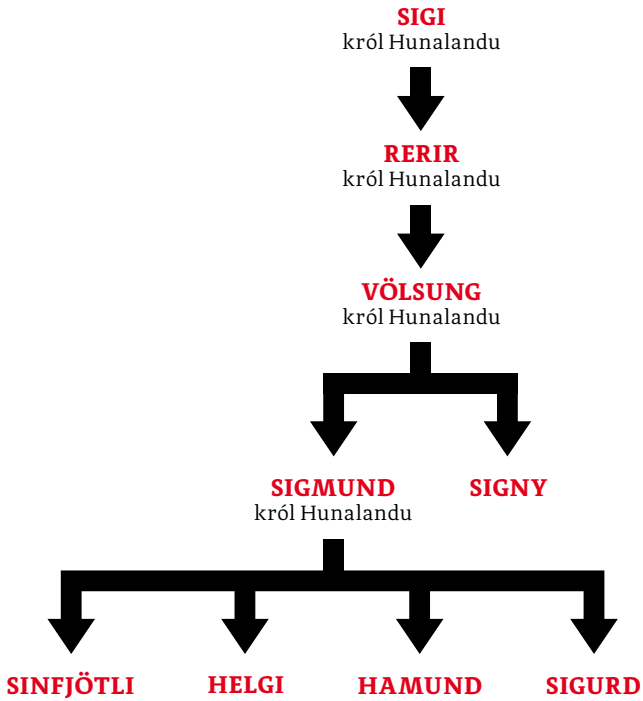 SIGI
król Hunalandu
RERIR
król Hunalandu
VÖLSUNG
król Hunalandu
SIGMUND SIGNY
król Hunalandu
SINFJÖTLI HELGI HAMUND SIGURD